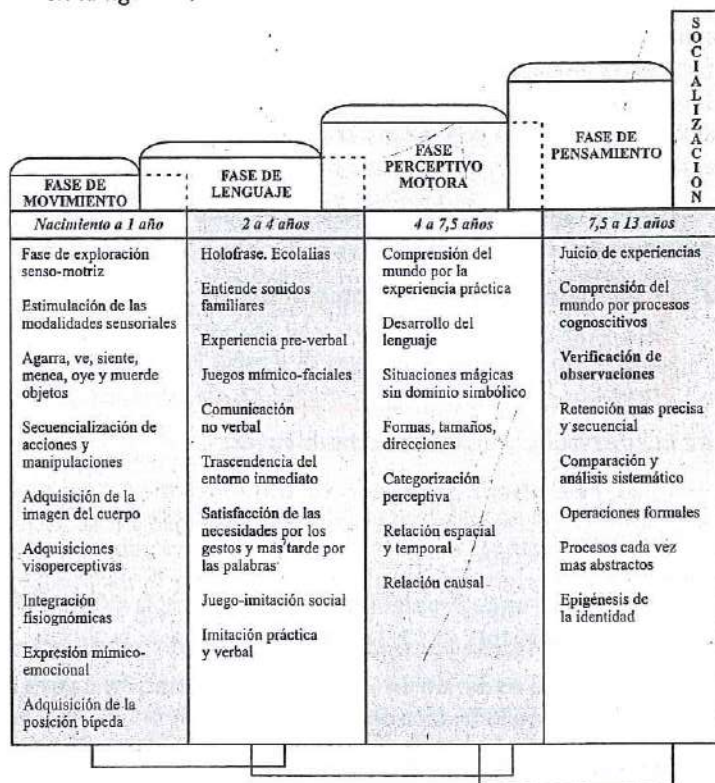 SOCIALIZACION
FASE DE
MOVIMIENTO
FASE DE
LENGUAJE
FASE
PERCEPTIVO
MOTORA
FASE DE
PENSAMIENTO
Nacimiento a 1 año
2 a 4 años
4 a 7,5 años
7,5 a 13 años
Fase de exploración
senso-motriz
Estimulación de las
modalidades sensoriales
Agarra, ve, siente,
menea, oye y muerde
objetos
Secuencialización de
acciones y
manipulaciones
Adquisición de la
imagen del cuerpo
Adquisiciones
visoperceptivas
Integración
fisiognómicas
Expresión mímico-
emocional
Adquisición de la
posición bípeda
Holofrase. Ecolalias
Entiende sonidos
familiares
Experiencia pre-verbal
Juegos mímico-faciales
Comunicación
no verbal
Trascendencia del
entorno inmediato
Satisfacción de las
necesidades por los
gestos y mas tarde por
las palabras
Juego-imitación social
Imitación práctica
y verbal
Comprensión del
mundo por la
experiencia práctica
Desarrollo del
lenguaje
Situaciones mágicas
sin dominio simbólico
Formas, tamaños,
direcciones
Categorización
perceptiva
Relación espacial
y temporal
Relación causal
Juicio de experiencias
Comprensión del
mundo por procesos
cognoscitivos
Verificación de
observaciones
Retención mas precisa
y secuencial
Comparación y
análisis sistemático
Operaciones formales
Procesos cada vez
mas abstractos
Epigénesis de
la identidad